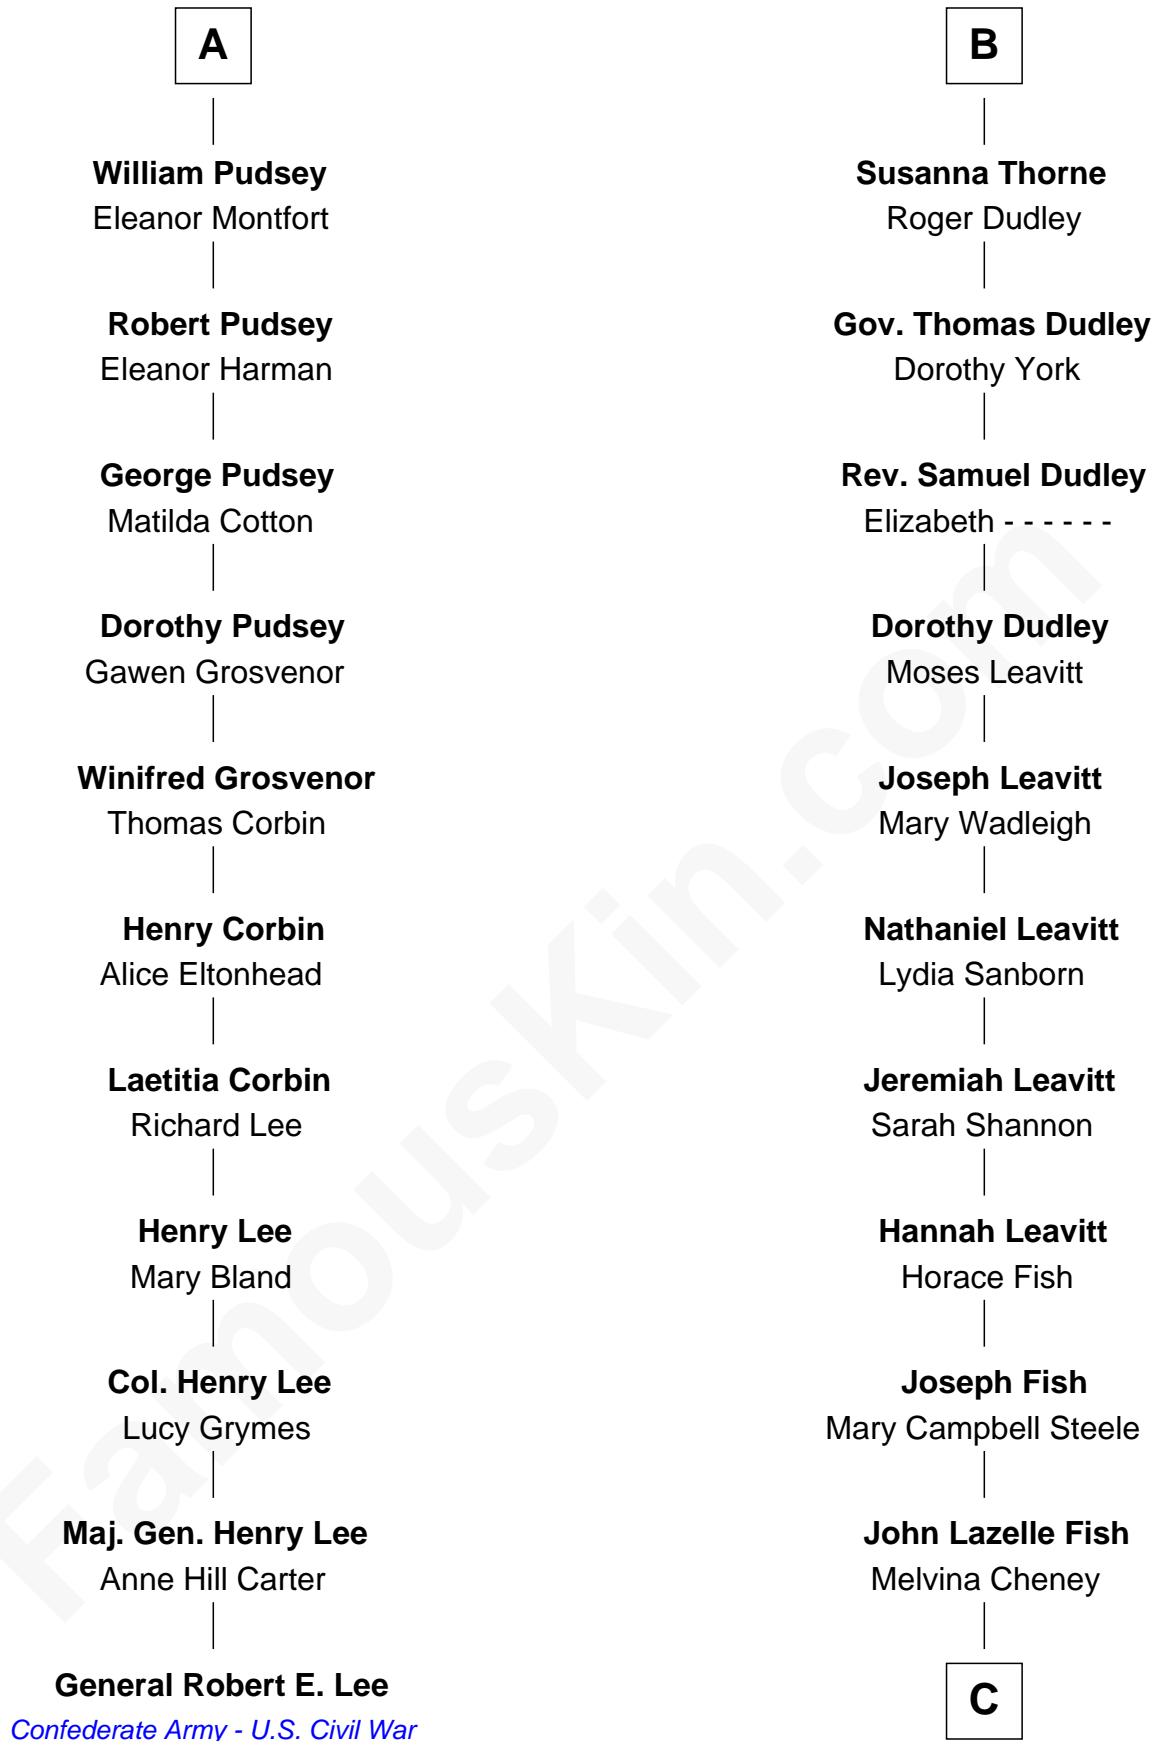 A
William Pudsey
Eleanor Montfort
Robert Pudsey
Eleanor Harman
George Pudsey
Matilda Cotton
Dorothy Pudsey
Gawen Grosvenor
Winifred Grosvenor
Thomas Corbin
Henry Corbin
Alice Eltonhead
Laetitia Corbin
Richard Lee
Henry Lee
Mary Bland
Col. Henry Lee
Lucy Grymes
Maj. Gen. Henry Lee
Anne Hill Carter
General Robert E. Lee
Confederate Army - U.S. Civil War
B
Susanna Thorne
Roger Dudley
Gov. Thomas Dudley
Dorothy York
Rev. Samuel Dudley
Elizabeth - - - - - -
Dorothy Dudley
Moses Leavitt
Joseph Leavitt
Mary Wadleigh
Nathaniel Leavitt
Lydia Sanborn
Jeremiah Leavitt
Sarah Shannon
Hannah Leavitt
Horace Fish
Joseph Fish
Mary Campbell Steele
John Lazelle Fish
Melvina Cheney
C
FamousKin.com